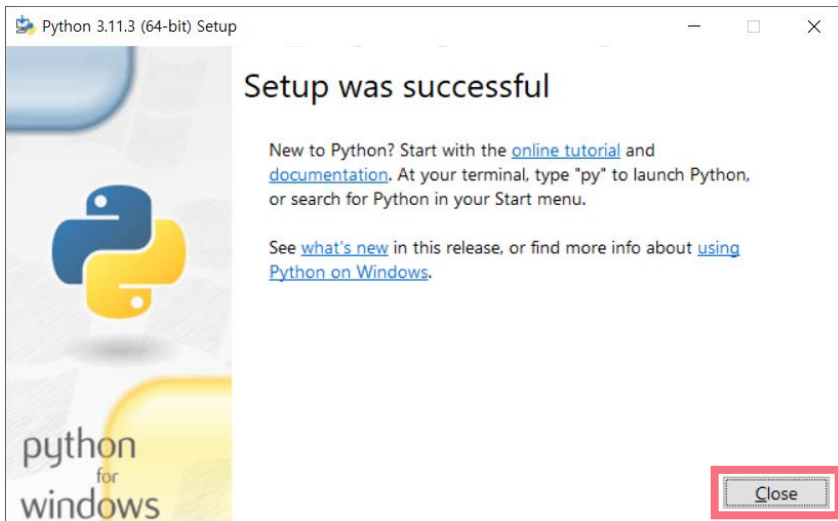 Python 3.11.3 (64-bit) Setup
Setup was successful
New to Python? Start with the online tutorial and
documentation. At your terminal, type "py" to launch Python,
or search for Python in your Start menu.
See what's new in this release, or find more info about using
Python on Windows.
python
for
windows
Close